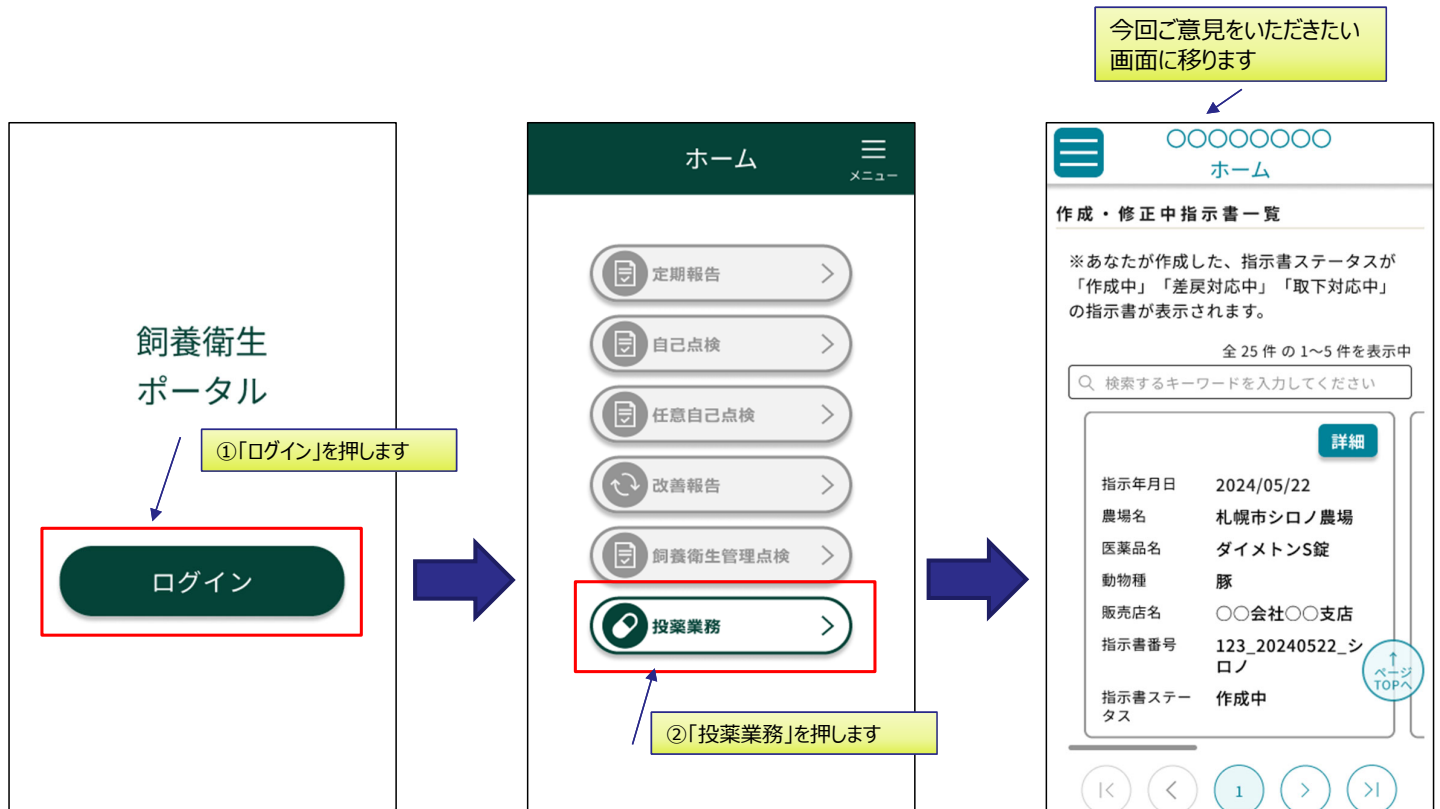 今回ご意見をいただきたい
画面に移ります
飼養衛生
ポータル
①「ログイン」を押します
ログイン
ホーム
メニュー
定期報告
自己点検
任意自己点検
改善報告
飼養衛生管理点検
投薬業務
②「投薬業務」を押します
○○○○○○○○
ホーム
作成・修正中指示書一覧
※あなたが作成した、指示書ステータスが
「作成中」「差戻対応中」「取下対応中」
の指示書が表示されます。
全 25 件 の 1～5 件を表示中
検索するキーワードを入力してください
詳細
指示年月日 2024/05/22
農場名 札幌市シロノ農場
医薬品名 ダイメトンS錠
動物種 豚
販売店名 ○○会社○○支店
指示書番号 123_20240522_シ
ロノ
指示書ステー 作成中
タス
↑
ページ
TOPへ
1